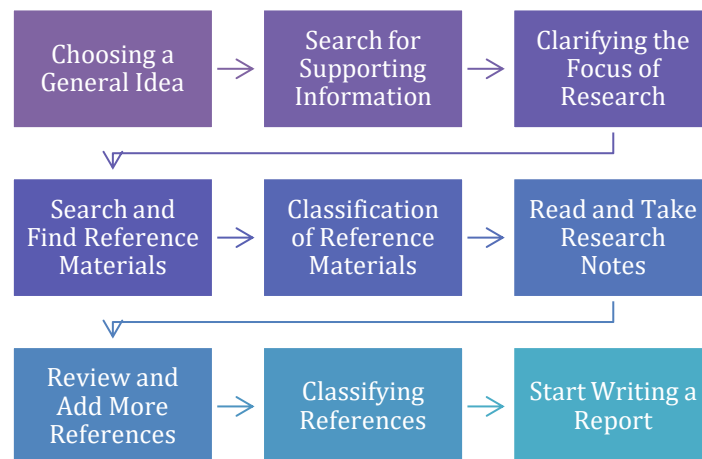 Choosing a
General Idea
Search for
Supporting
Information
Clarifying the
Focus of
Research
Search and
Find Reference
Materials
Classification
of Reference
Materials
Read and Take
Research
Notes
Review and
Add More
References
Classifying
References
Start Writing a
Report